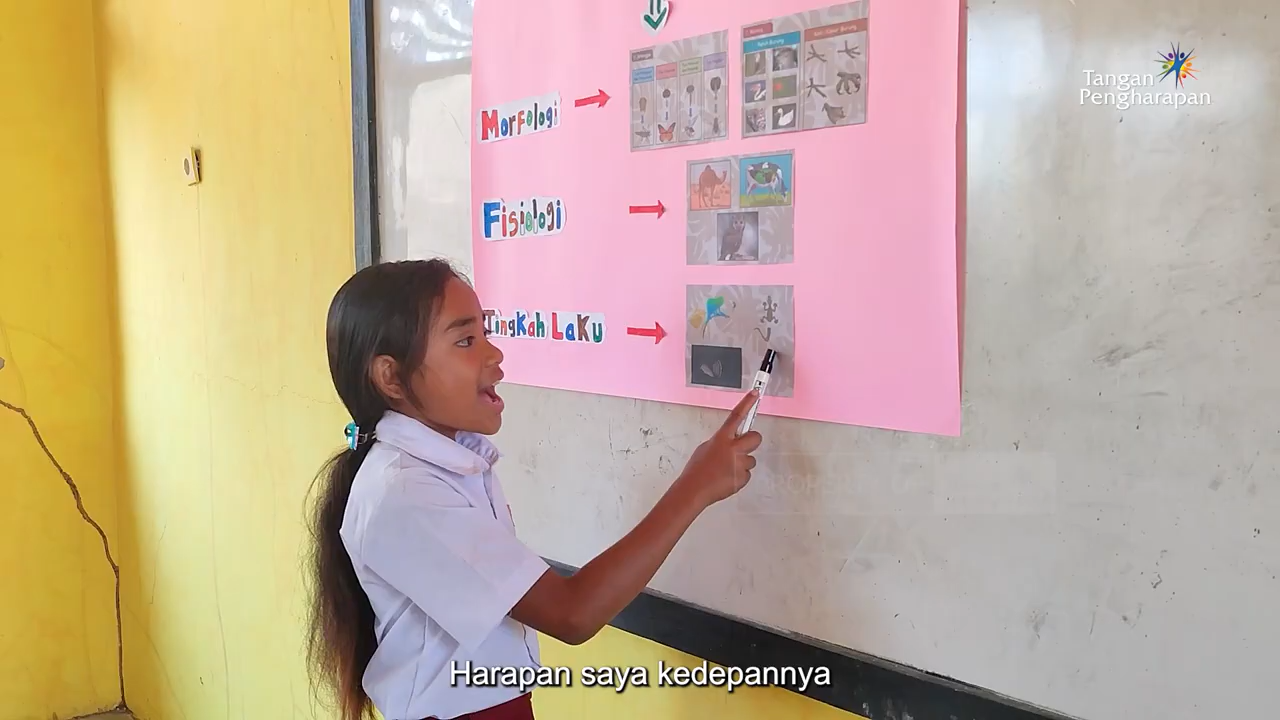 Tangan
Pengharapan
Morfologi
Fisiologi
Tingkah Laku
Harapan saya kedepannya